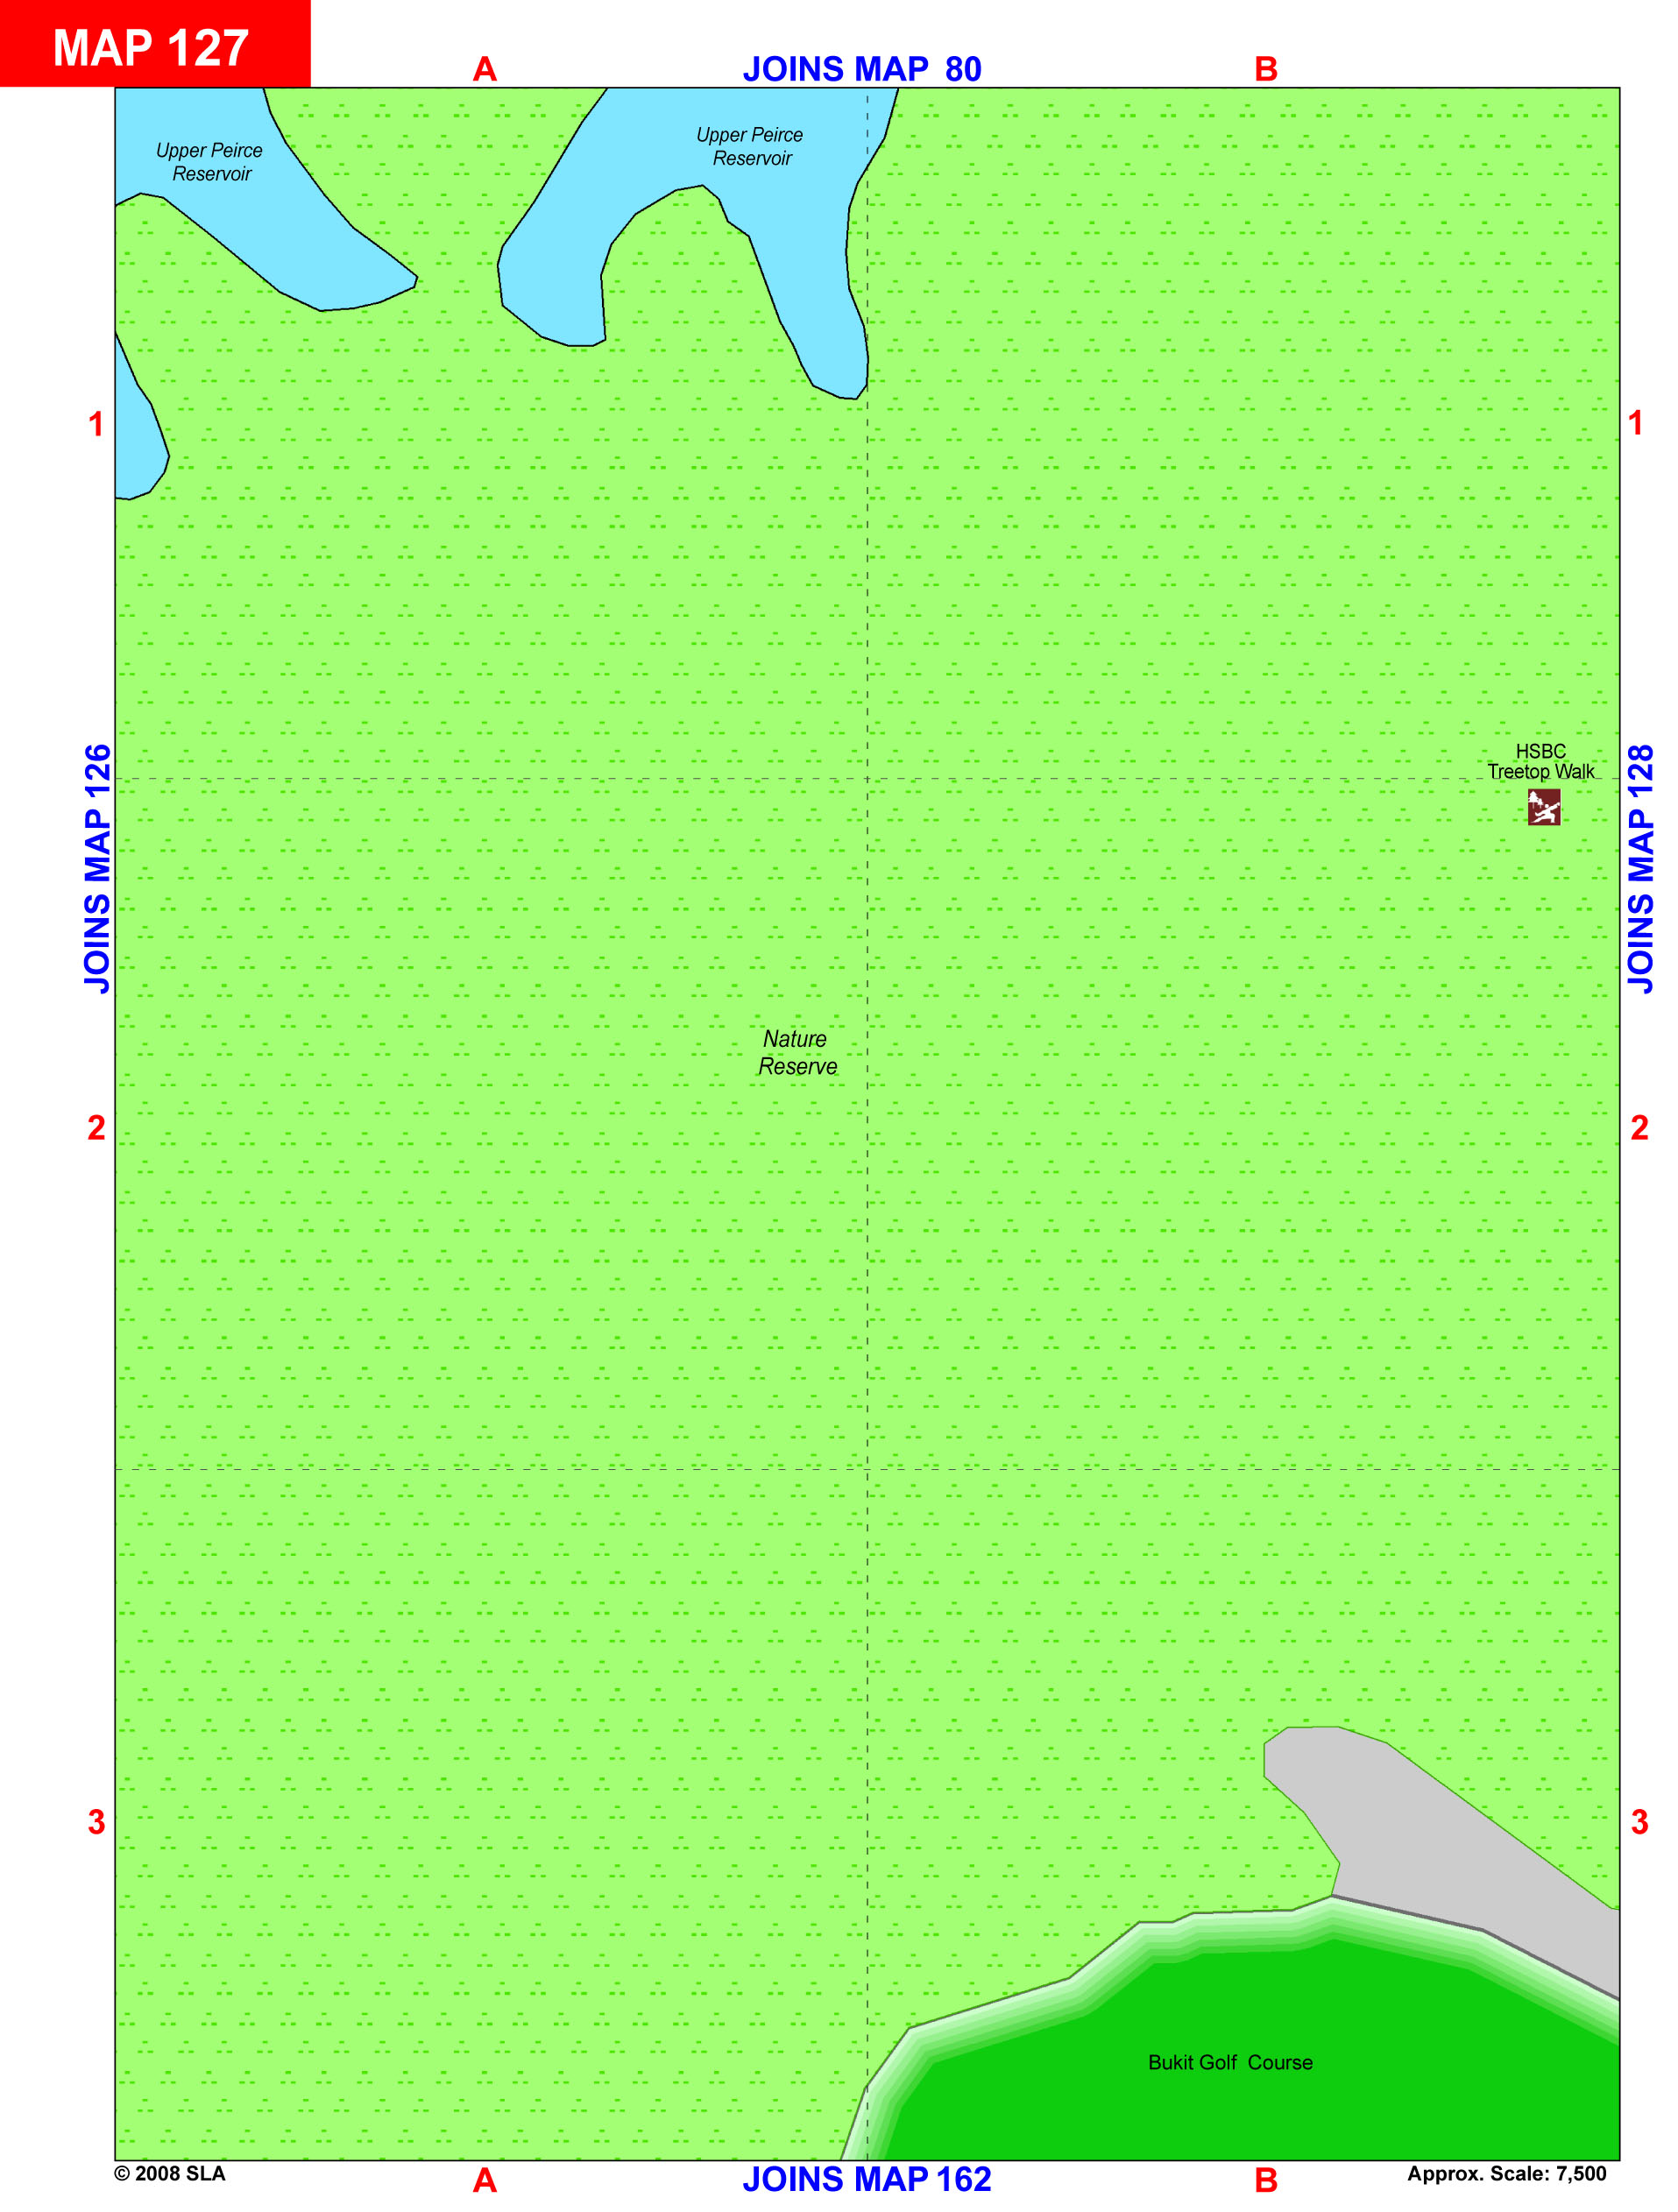 MAP 127
A
JOINS MAP 80
B
Upper Peirce
Reservoir
Upper Peirce
Reservoir
1
1
JOINS MAP 126
HSBC
Treetop Walk
JOINS MAP 128
Nature
Reserve
2
2
3
3
Bukit Golf Course
© 2008 SLA
A
JOINS MAP 162
B
Approx. Scale: 7,500